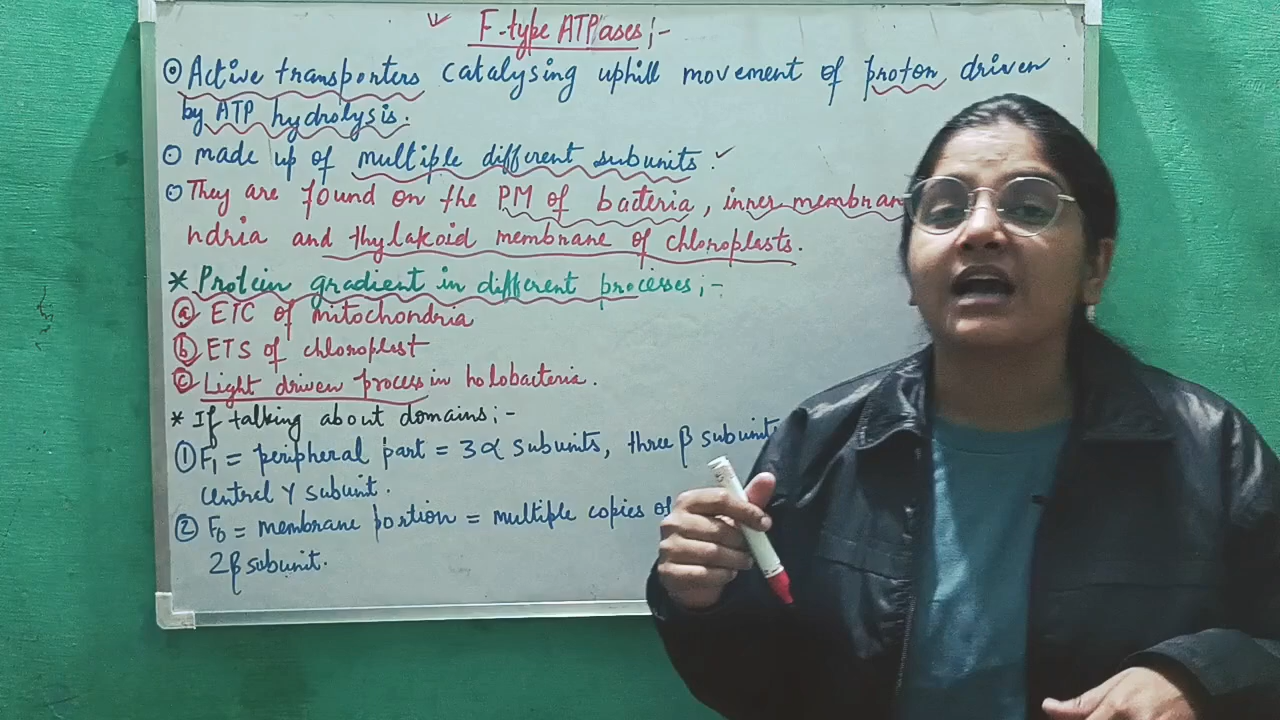 F-type ATPases ;-
Active transporters catalysing uphill movement of proton driven
by ATP hydrolysis.
made up of multiple different subunits.
They are found on the PM of bacteria, inner membran
ndria and thylakoid membrane of chloroplasts.
* Protein gradient in different processes ;-
a) ETC of mitochondria
b) ETS of chloroplast
c) Light driven process in holobacteria.
* If talking about domains ;-
1 F1 = peripheral part = 3α subunits, three β subunit
central γ subunit.
2 F0 = membrane portion = multiple copies of
2β subunit.